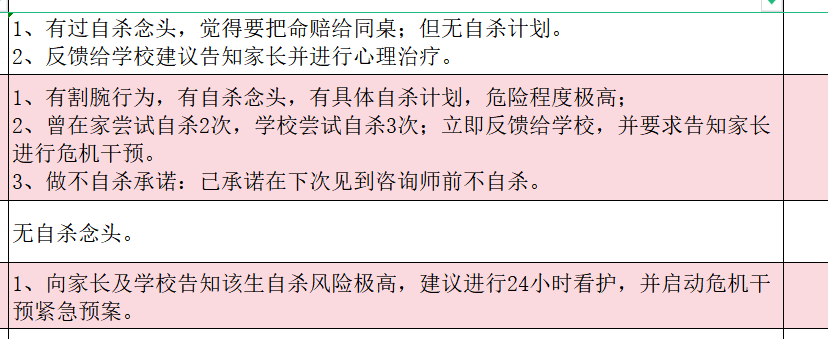 1、有过自杀念头，觉得要把命赔给同桌；但无自杀计划。
2、反馈给学校建议告知家长并进行心理治疗。
1、有割腕行为，有自杀念头，有具体自杀计划，危险程度极高；
2、曾在家尝试自杀2次，学校尝试自杀3次；立即反馈给学校，并要求告知家长
进行危机干预。
3、做不自杀承诺：已承诺在下次见到咨询师前不自杀。
无自杀念头。
1、向家长及学校告知该生自杀风险极高，建议进行24小时看护，并启动危机干
预紧急预案。